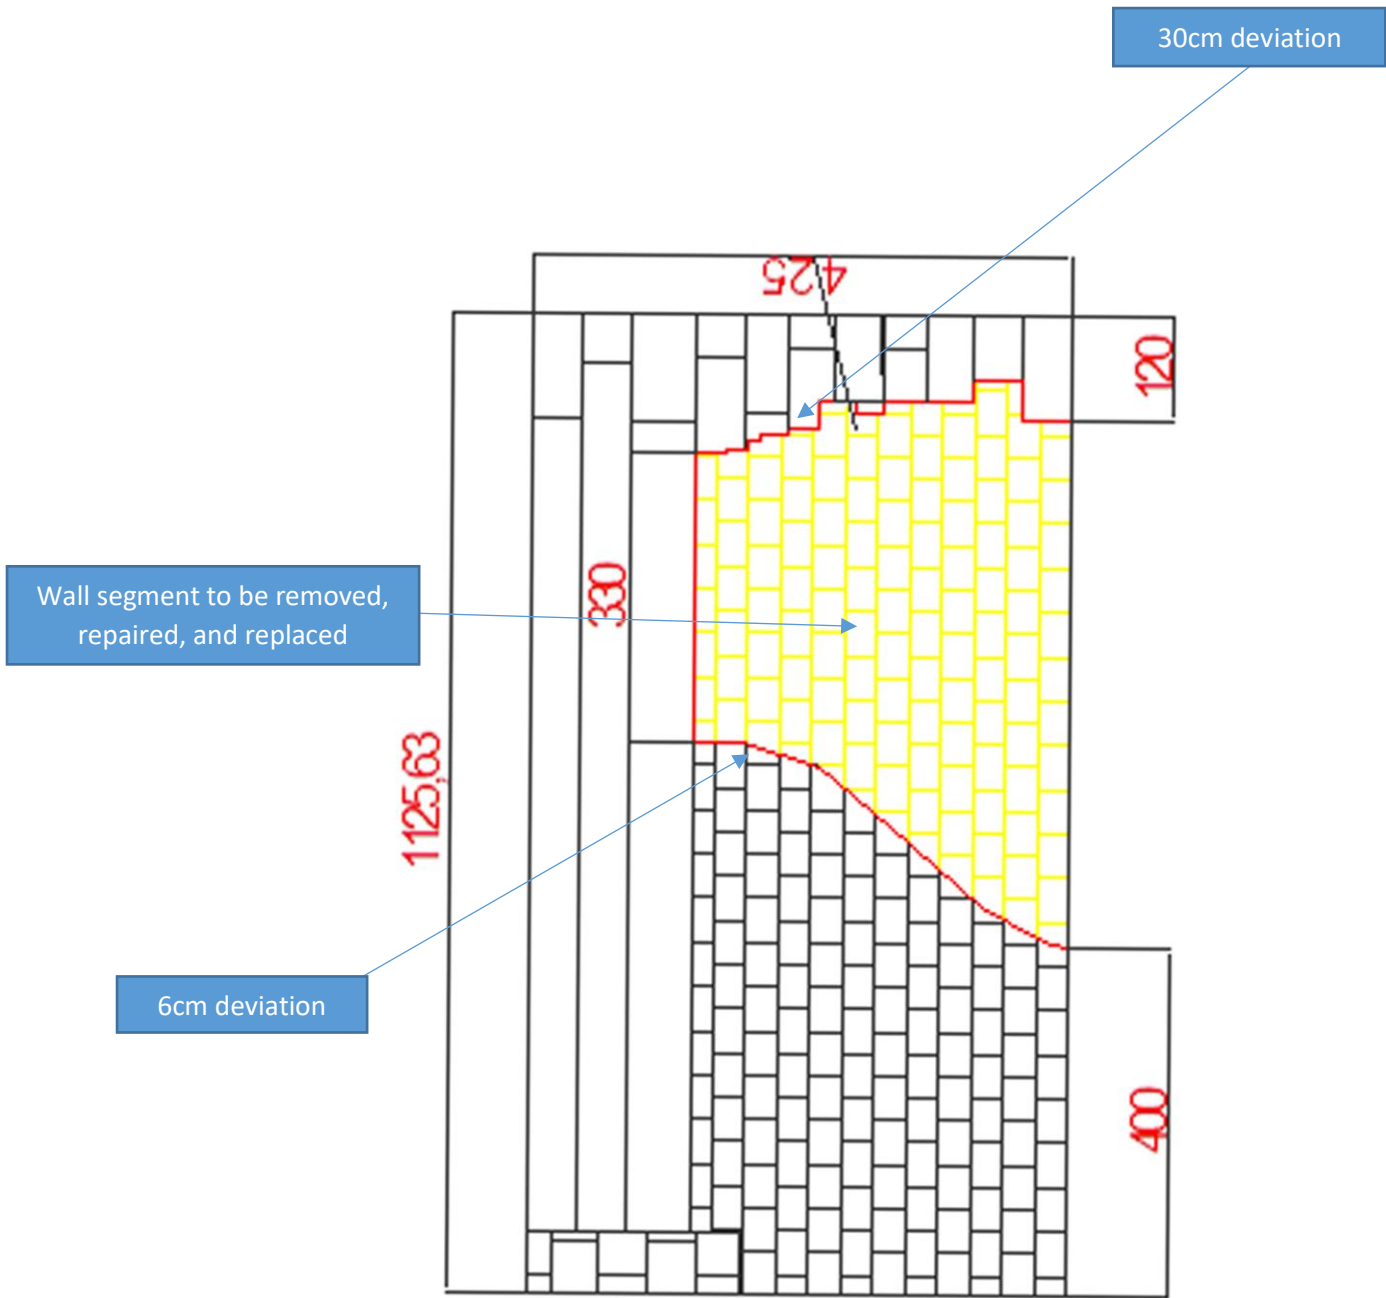 30cm deviation
425
120
330
Wall segment to be removed,
repaired, and replaced
1125,63
6cm deviation
400